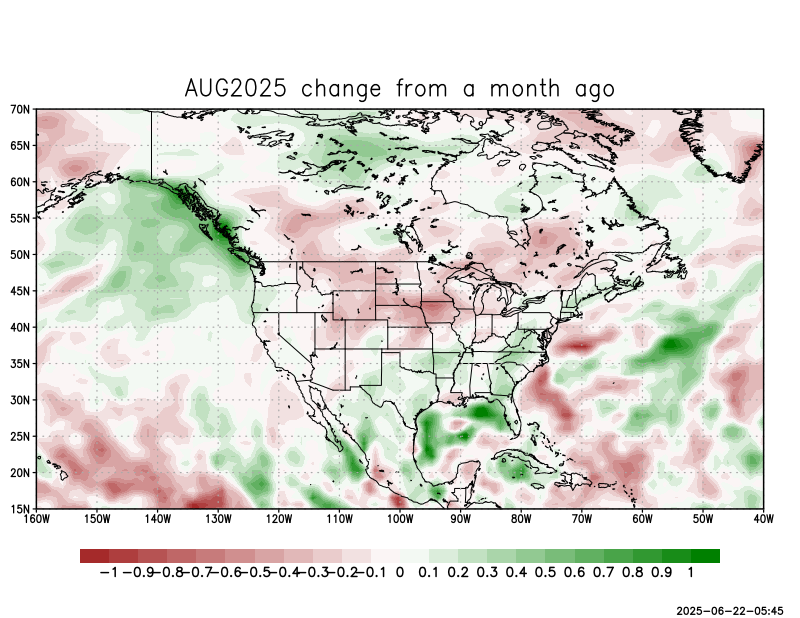 AUG2025 change from a month ago
70N
65N
60N
55N
50N
45N
40N
35N
30N
25N
20N
15N
160W 150W 140W 130W 120W 110W 100W 90W 80W 70W 60W 50W 40W
-1 -0.9 -0.8 -0.7 -0.6 -0.5 -0.4 -0.3 -0.2 -0.1 0 0.1 0.2 0.3 0.4 0.5 0.6 0.7 0.8 0.9 1
2025-06-22-05:45